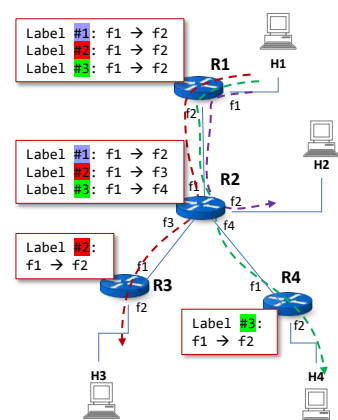 Label #1: f1 → f2
Label #2: f1 → f2
Label #3: f1 → f2
R1
H1
f1
f2
Label #1: f1 → f2
Label #2: f1 → f3
Label #3: f1 → f4
f1
R2
f2
H2
f3
f4
Label #2:
f1 → f2
f1
R3
f2
f1
R4
f2
Label #3:
f1 → f2
H3
H4